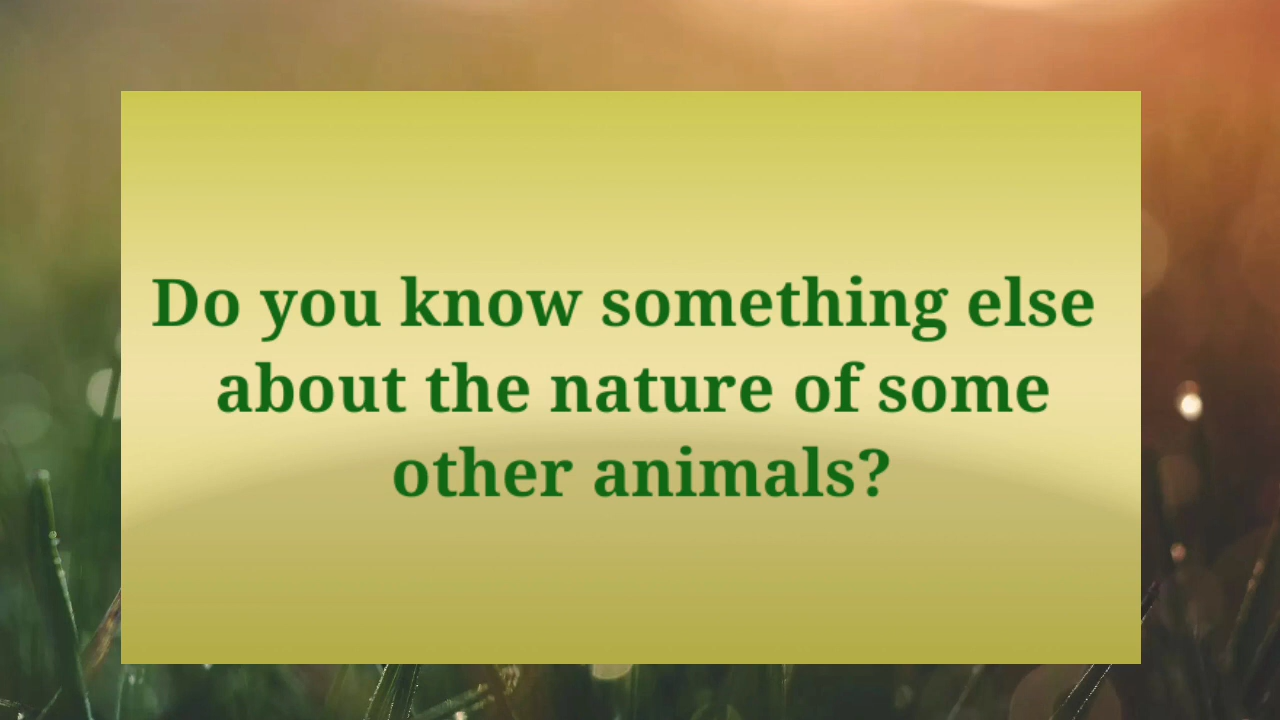 Do you know something else
about the nature of some
other animals?